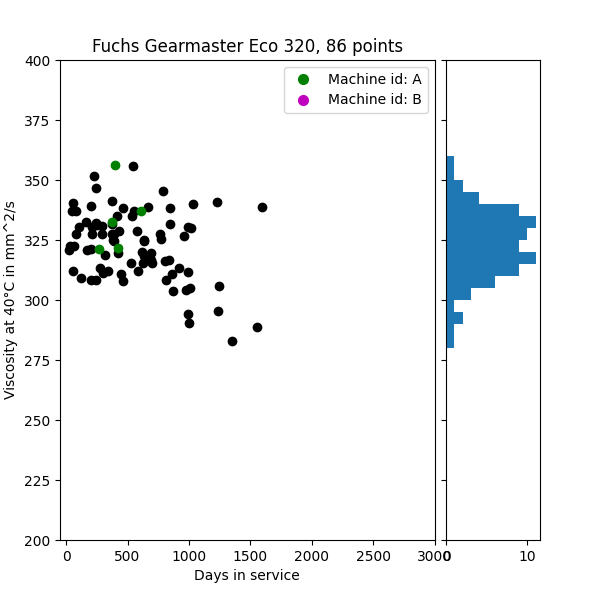 Fuchs Gearmaster Eco 320, 86 points
Machine id: A
Machine id: B
400
375
350
325
300
275
250
225
200
Viscosity at 40°C in mm^2/s
0 500 1000 1500 2000 2500 3000
0 10
Days in service